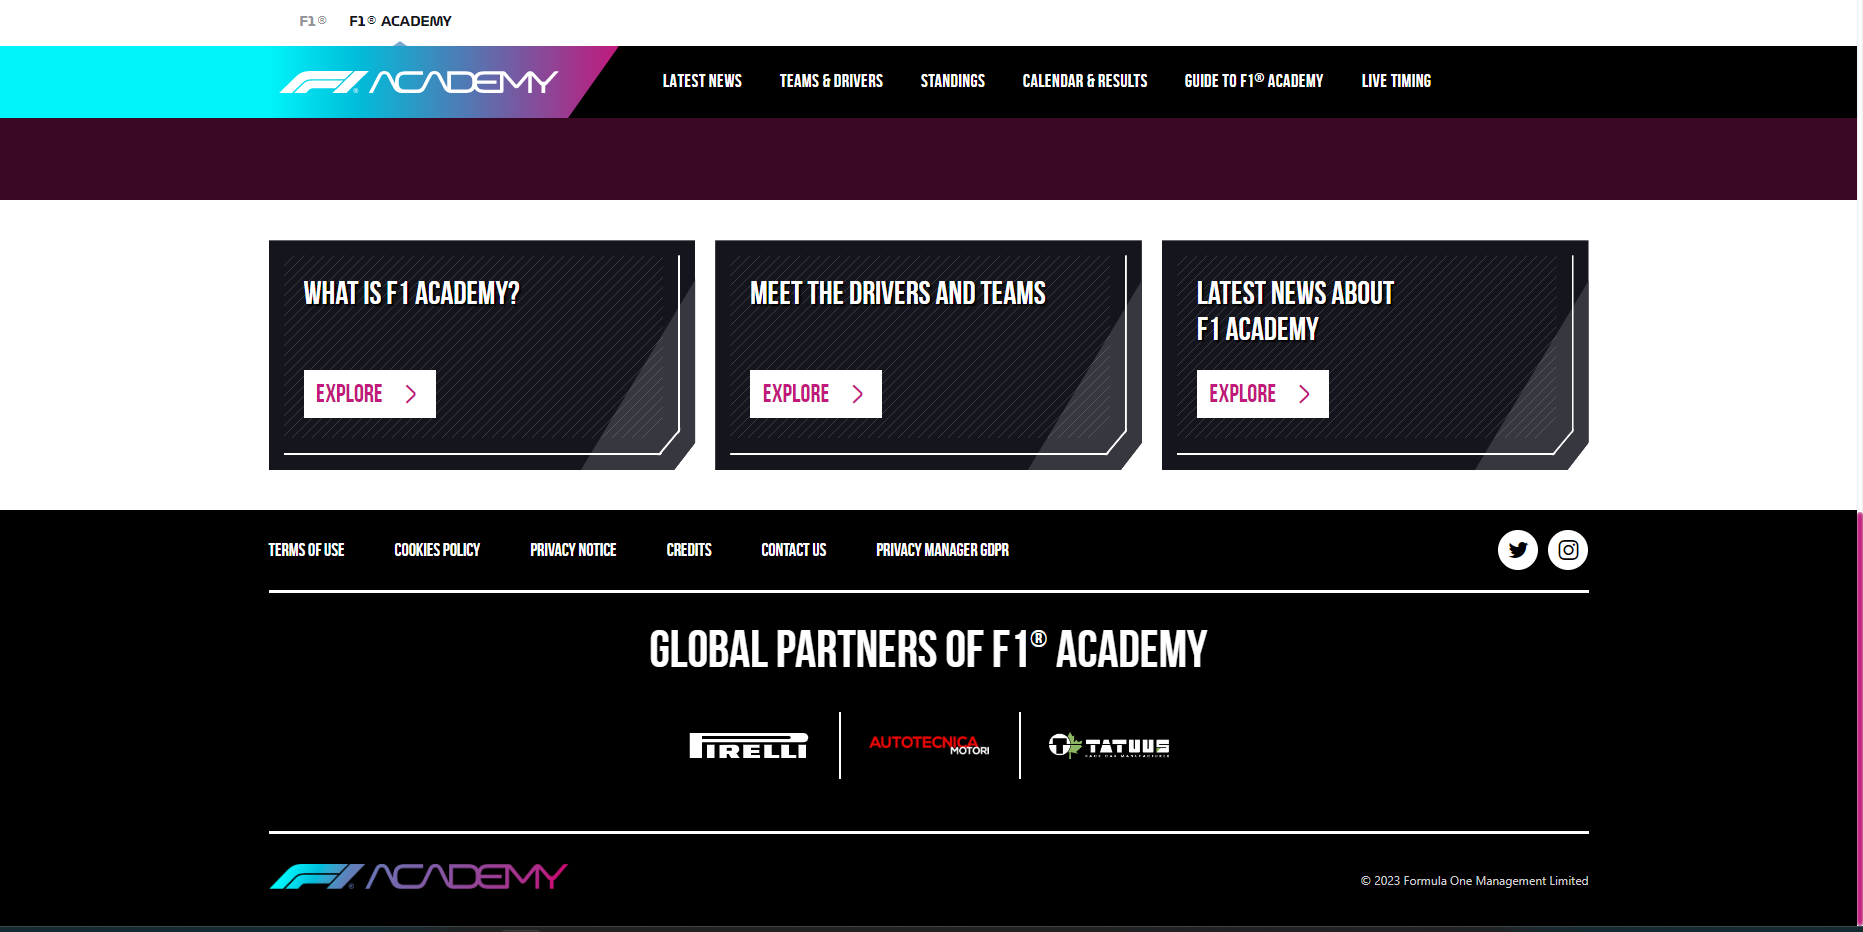 F1® F1® ACADEMY
F1® ACADEMY
LATEST NEWS TEAMS & DRIVERS STANDINGS CALENDAR & RESULTS GUIDE TO F1® ACADEMY LIVE TIMING
WHAT IS F1 ACADEMY?
EXPLORE
MEET THE DRIVERS AND TEAMS
EXPLORE
LATEST NEWS ABOUT
F1 ACADEMY
EXPLORE
TERMS OF USE COOKIES POLICY PRIVACY NOTICE CREDITS CONTACT US PRIVACY MANAGER GDPR
GLOBAL PARTNERS OF F1® ACADEMY
PIRELLI
AUTOTECNICA
MOTORI
TATUUS
RACE CAR MANUFACTURER
F1® ACADEMY
© 2023 Formula One Management Limited